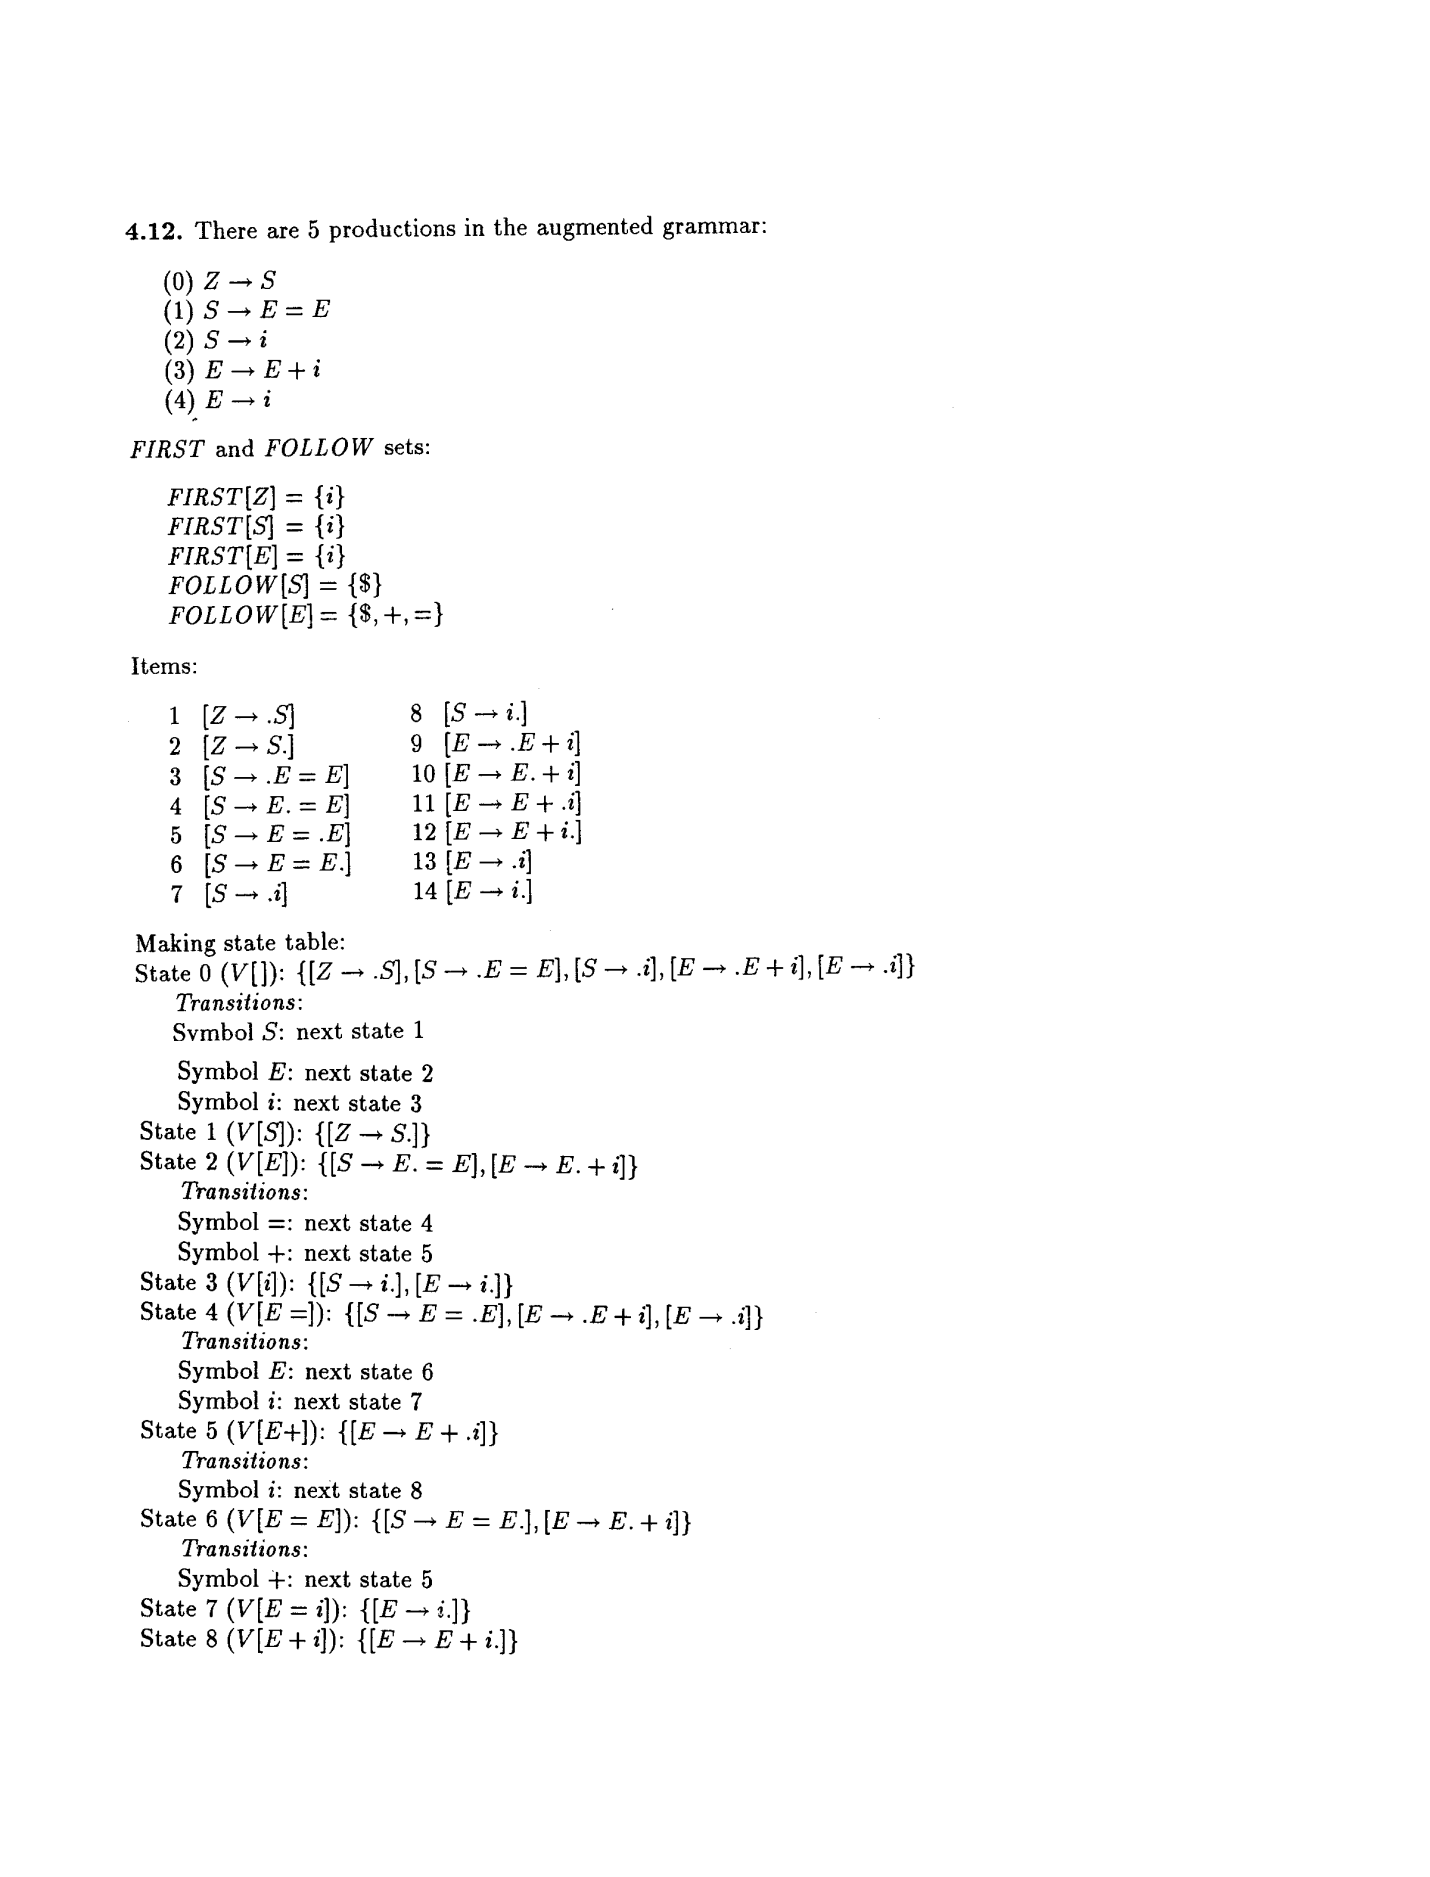 4.12. There are 5 productions in the augmented grammar:
(0) Z → S
(1) S → E = E
(2) S → i
(3) E → E + i
(4) E → i
FIRST and FOLLOW sets:
FIRST[Z] = {i}
FIRST[S] = {i}
FIRST[E] = {i}
FOLLOW[S] = {$}
FOLLOW[E] = {$, +, =}
Items:
1 [Z → .S] 8 [S → i.]
2 [Z → S.] 9 [E → .E + i]
3 [S → .E = E] 10 [E → E. + i]
4 [S → E. = E] 11 [E → E + .i]
5 [S → E = .E] 12 [E → E + i.]
6 [S → E = E.] 13 [E → .i]
7 [S → .i] 14 [E → i.]
Making state table:
State 0 (V[]): {[Z → .S], [S → .E = E], [S → .i], [E → .E + i], [E → .i]}
Transitions:
Symbol S: next state 1
Symbol E: next state 2
Symbol i: next state 3
State 1 (V[S]): {[Z → S.]}
State 2 (V[E]): {[S → E. = E], [E → E. + i]}
Transitions:
Symbol =: next state 4
Symbol +: next state 5
State 3 (V[i]): {[S → i.], [E → i.]}
State 4 (V[E =]): {[S → E = .E], [E → .E + i], [E → .i]}
Transitions:
Symbol E: next state 6
Symbol i: next state 7
State 5 (V[E+]): {[E → E + .i]}
Transitions:
Symbol i: next state 8
State 6 (V[E = E]): {[S → E = E.], [E → E. + i]}
Transitions:
Symbol +: next state 5
State 7 (V[E = i]): {[E → i.]}
State 8 (V[E + i]): {[E → E + i.]}